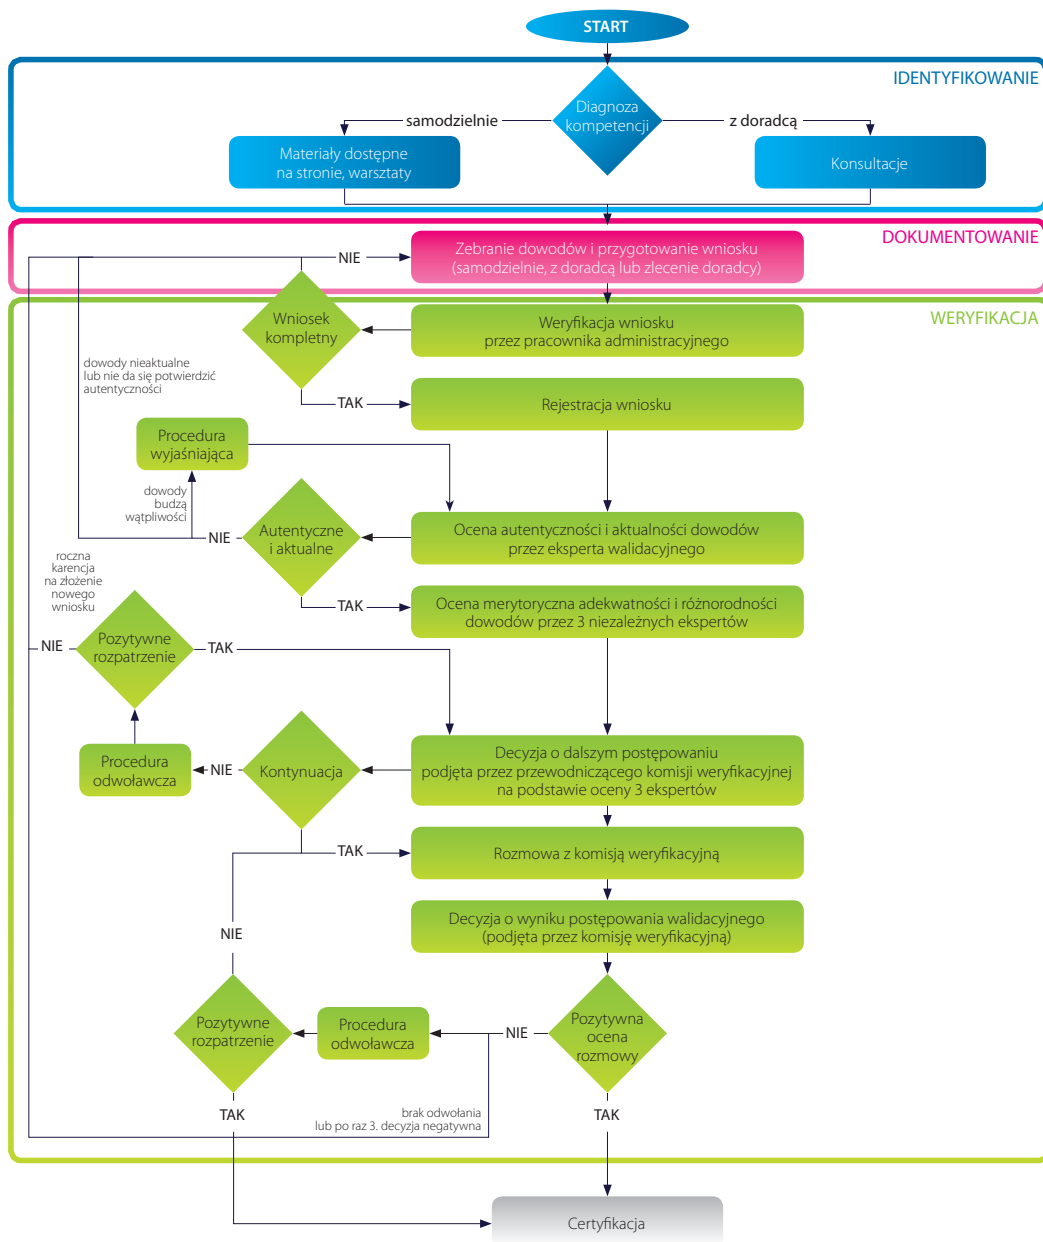 START
IDENTYFIKOWANIE
Diagnoza
kompetencji
samodzielnie
z doradcą
Materiały dostępne
na stronie, warsztaty
Konsultacje
DOKUMENTOWANIE
Zebranie dowodów i przygotowanie wniosku
(samodzielnie, z doradcą lub zlecenie doradcy)
NIE
WERYFIKACJA
Wniosek
kompletny
Weryfikacja wniosku
przez pracownika administracyjnego
dowody nieaktualne
lub nie da się potwierdzić
autentyczności
TAK
Rejestracja wniosku
Procedura
wyjaśniająca
dowody
budzą
wątpliwości
NIE
Autentyczne
i aktualne
Ocena autentyczności i aktualności dowodów
przez eksperta walidacyjnego
roczna
karencja
na złożenie
nowego
wniosku
TAK
Ocena merytoryczna adekwatności i różnorodności
dowodów przez 3 niezależnych ekspertów
NIE
Pozytywne
rozpatrzenie
TAK
Procedura
odwoławcza
NIE
Kontynuacja
Decyzja o dalszym postępowaniu
podjęta przez przewodniczącego komisji weryfikacyjnej
na podstawie oceny 3 ekspertów
TAK
Rozmowa z komisją weryfikacyjną
Decyzja o wyniku postępowania walidacyjnego
(podjęta przez komisję weryfikacyjną)
NIE
Pozytywne
rozpatrzenie
Procedura
odwoławcza
NIE
Pozytywna
ocena
rozmowy
TAK
brak odwołania
lub po raz 3. decyzja negatywna
TAK
Certyfikacja